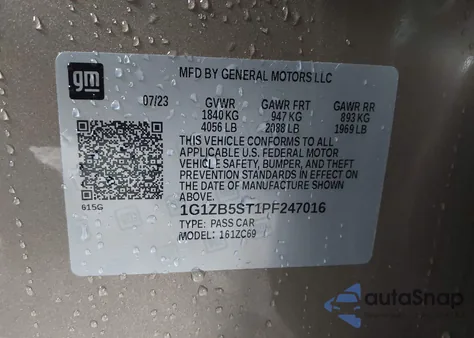 gm
MFD BY GENERAL MOTORS LLC
07/23 GVWR GAWR FRT GAWR RR
1840 KG 947 KG 893 KG
4056 LB 2088 LB 1969 LB
THIS VEHICLE CONFORMS TO ALL
APPLICABLE U.S. FEDERAL MOTOR
VEHICLE SAFETY, BUMPER, AND THEFT
PREVENTION STANDARDS IN EFFECT ON
THE DATE OF MANUFACTURE SHOWN
ABOVE.
615G
1G1ZB5ST1PF247016
TYPE: PASS CAR
MODEL: 161ZC69
autoSnap